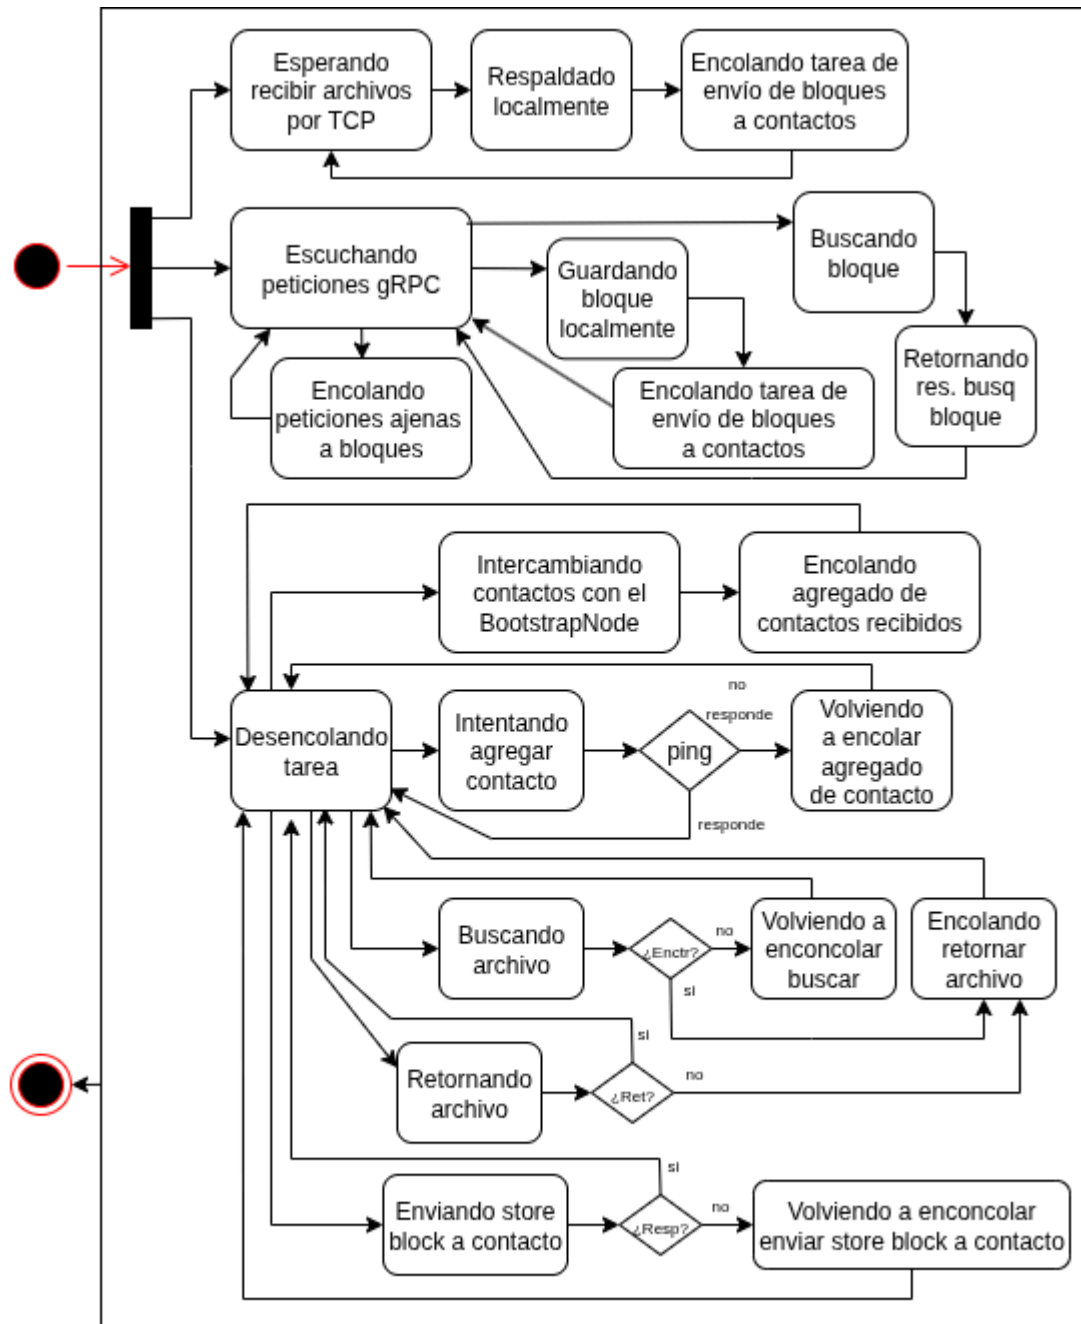 Esperando
recibir archivos
por TCP
Respaldado
localmente
Encolando tarea de
envío de bloques
a contactos
Escuchando
peticiones gRPC
Guardando
bloque
localmente
Buscando
bloque
Retornando
res. busq
bloque
Encolando
peticiones ajenas
a bloques
Encolando tarea de
envío de bloques
a contactos
Intercambiando
contactos con el
BootstrapNode
Encolando
agregado de
contactos recibidos
Desencolando
tarea
Intentando
agregar
contacto
ping
no
responde
responde
Volviendo
a encolar
agregado
de contacto
Buscando
archivo
¿Enctr?
no
si
Volviendo a
enconcolar
buscar
Encolando
retornar
archivo
Retornando
archivo
si
¿Ret?
no
Enviando store
block a contacto
si
¿Resp?
no
Volviendo a enconcolar
enviar store block a contacto